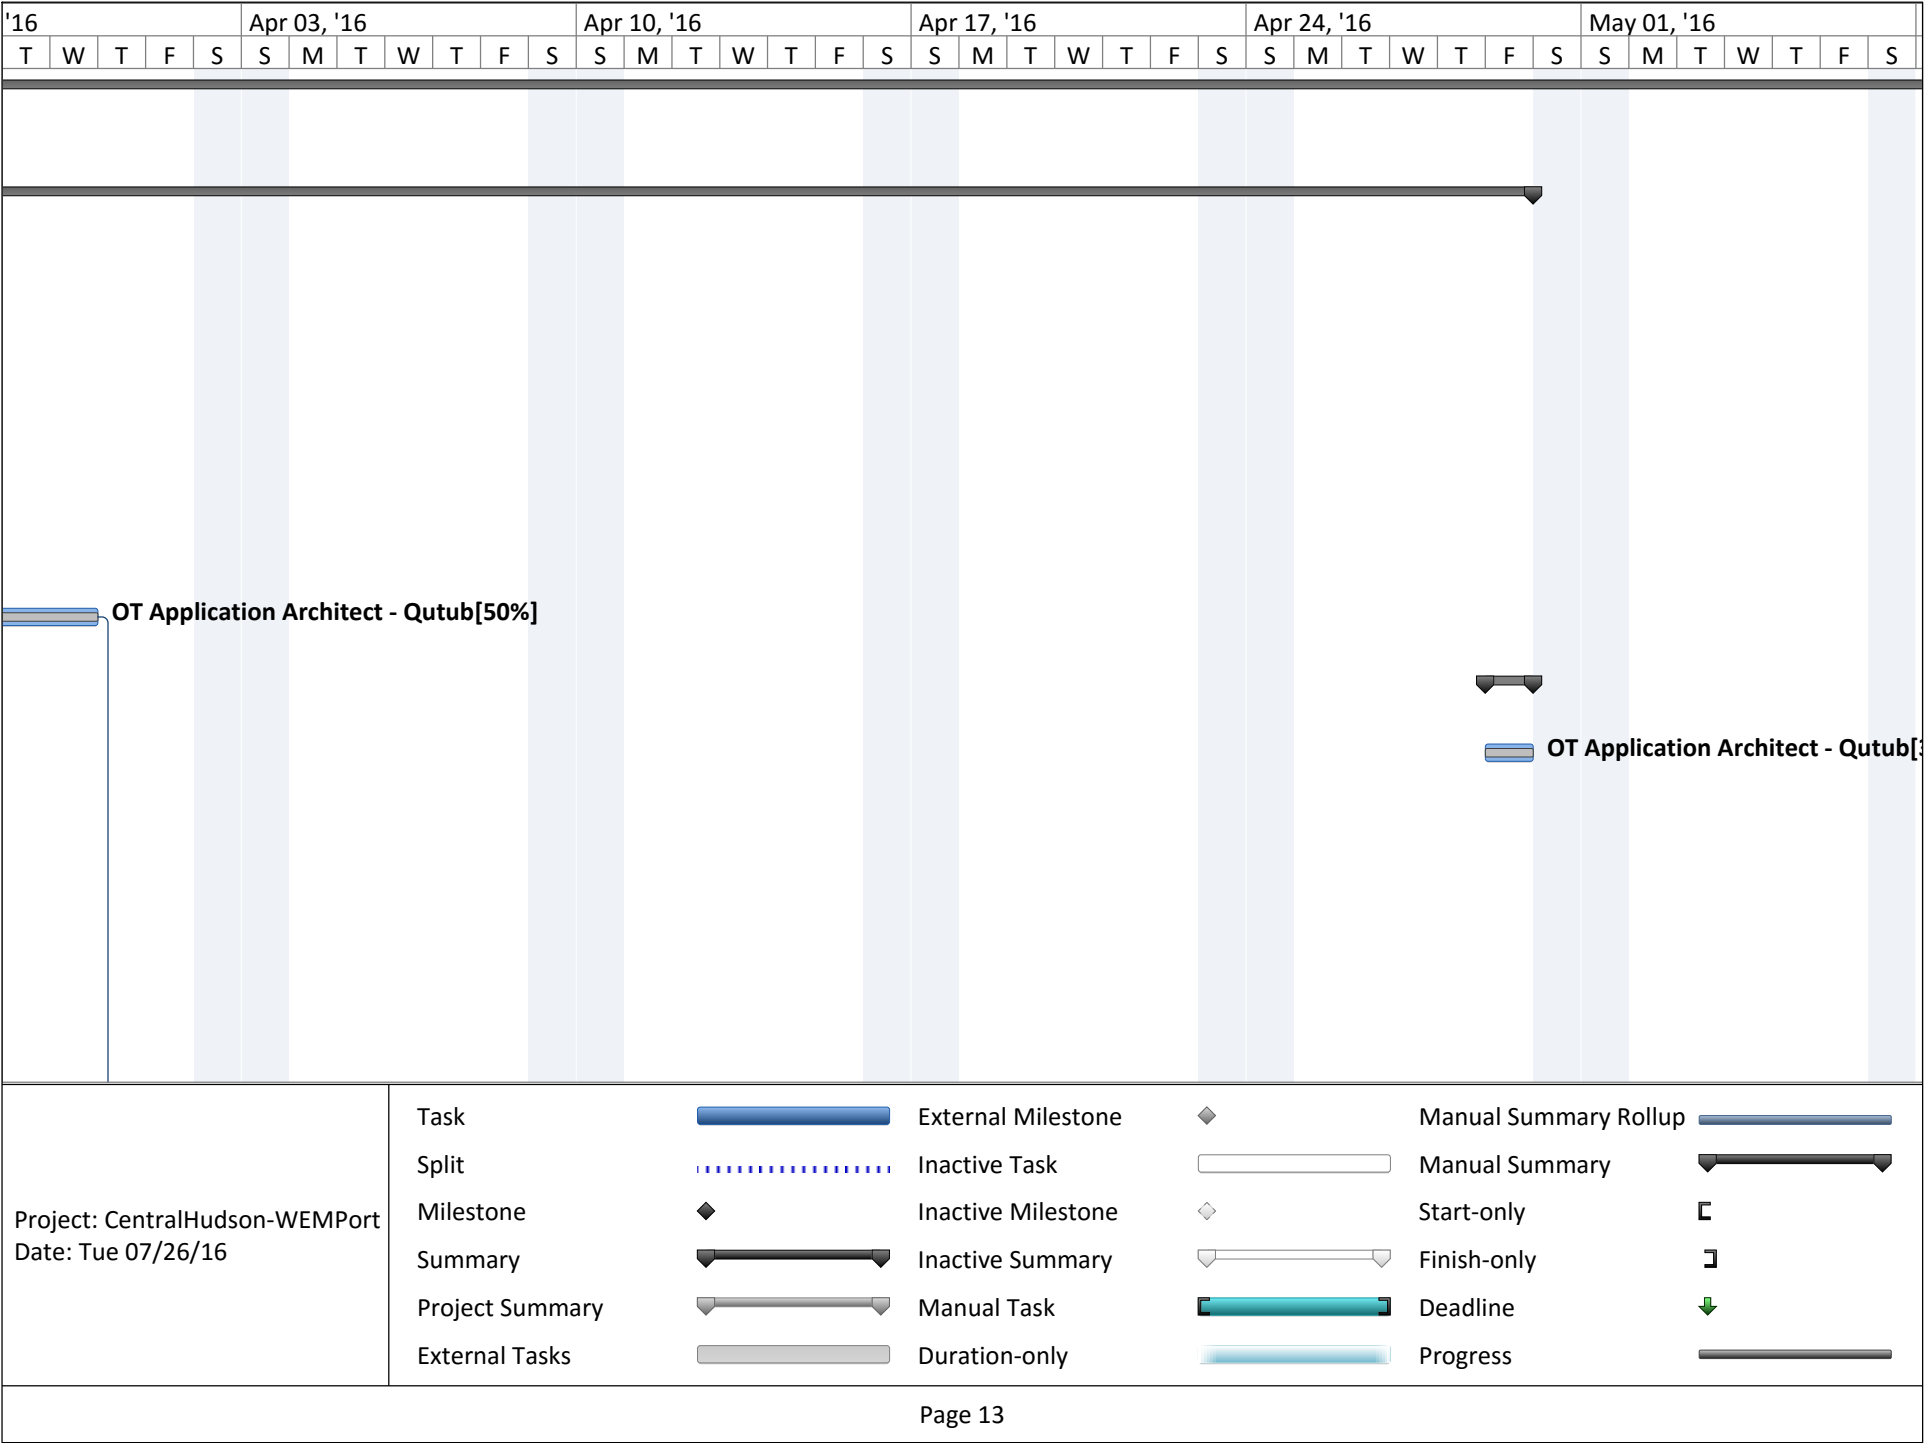 '16 Apr 03, '16 Apr 10, '16 Apr 17, '16 Apr 24, '16 May 01, '16
T W T F S S M T W T F S S M T W T F S S M T W T F S S M T W T F S S M T W T F S
OT Application Architect - Qutub[50%]
OT Application Architect - Qutub[
Project: CentralHudson-WEMPort
Date: Tue 07/26/16
Task
Split
Milestone
Summary
Project Summary
External Tasks
External Milestone
Inactive Task
Inactive Milestone
Inactive Summary
Manual Task
Duration-only
Manual Summary Rollup
Manual Summary
Start-only
Finish-only
Deadline
Progress
Page 13